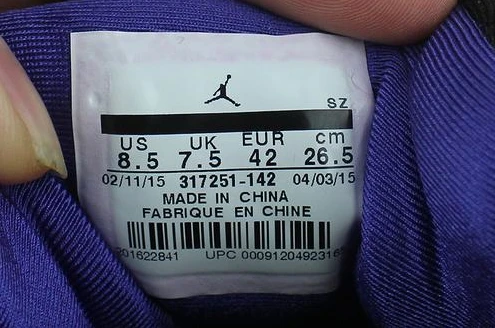 SZ
US UK EUR cm
8.5 7.5 42 26.5
02/11/15 317251-142 04/03/15
MADE IN CHINA
FABRIQUE EN CHINE
UPC